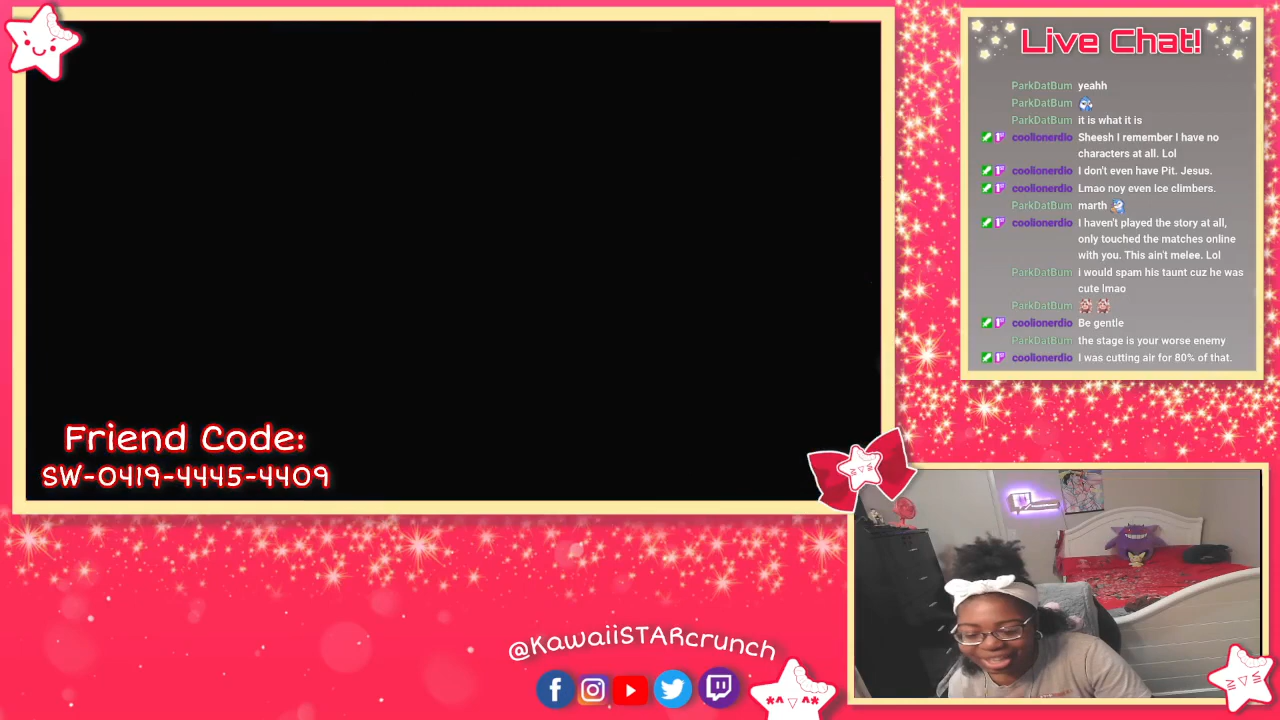 Live Chat!
ParkDatBum yeahh
ParkDatBum
ParkDatBum it is what it is
coolionerdio Sheesh I remember I have no
characters at all. Lol
coolionerdio I don't even have Pit. Jesus.
coolionerdio Lmao noy even Ice climbers.
ParkDatBum marth
coolionerdio I haven't played the story at all,
only touched the matches online
with you. This ain't melee. Lol
ParkDatBum i would spam his taunt cuz he was
cute lmao
ParkDatBum
coolionerdio Be gentle
ParkDatBum the stage is your worse enemy
coolionerdio I was cutting air for 80% of that.
Friend Code:
SW-0419-4445-4409
@KawaiiSTARcrunch